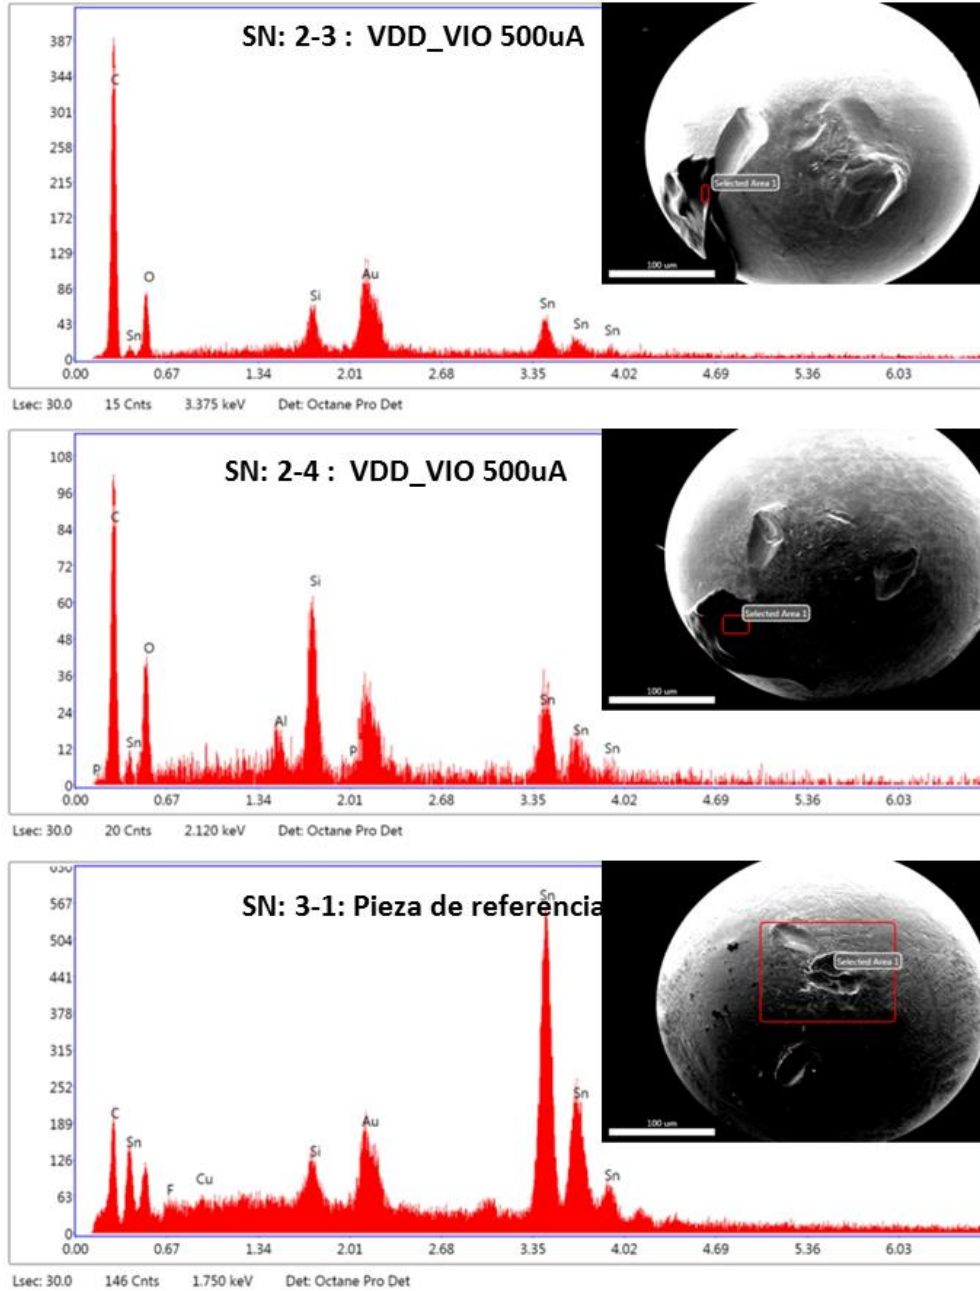 SN: 2-3 : VDD_VIO 500uA
387
344
301
258
215
172
129
86
43
0
C
Sn
O
Si
Au
Sn
Sn
Sn
Selected Area 1
100 um
0.00 0.67 1.34 2.01 2.68 3.35 4.02 4.69 5.36 6.03
Lsec: 30.0 15 Cnts 3.375 keV Det: Octane Pro Det
SN: 2-4 : VDD_VIO 500uA
108
96
84
72
60
48
36
24
12
0
P
C
Sn
O
Al
Si
P
Sn
Sn
Sn
Selected Area 1
100 um
0.00 0.67 1.34 2.01 2.68 3.35 4.02 4.69 5.36 6.03
Lsec: 30.0 20 Cnts 2.120 keV Det: Octane Pro Det
SN: 3-1: Pieza de referencia
630
567
504
441
378
315
252
189
126
63
0
C
Sn
F
Cu
Si
Au
Sn
Sn
Sn
Selected Area 1
100 um
0.00 0.67 1.34 2.01 2.68 3.35 4.02 4.69 5.36 6.03
Lsec: 30.0 146 Cnts 1.750 keV Det: Octane Pro Det